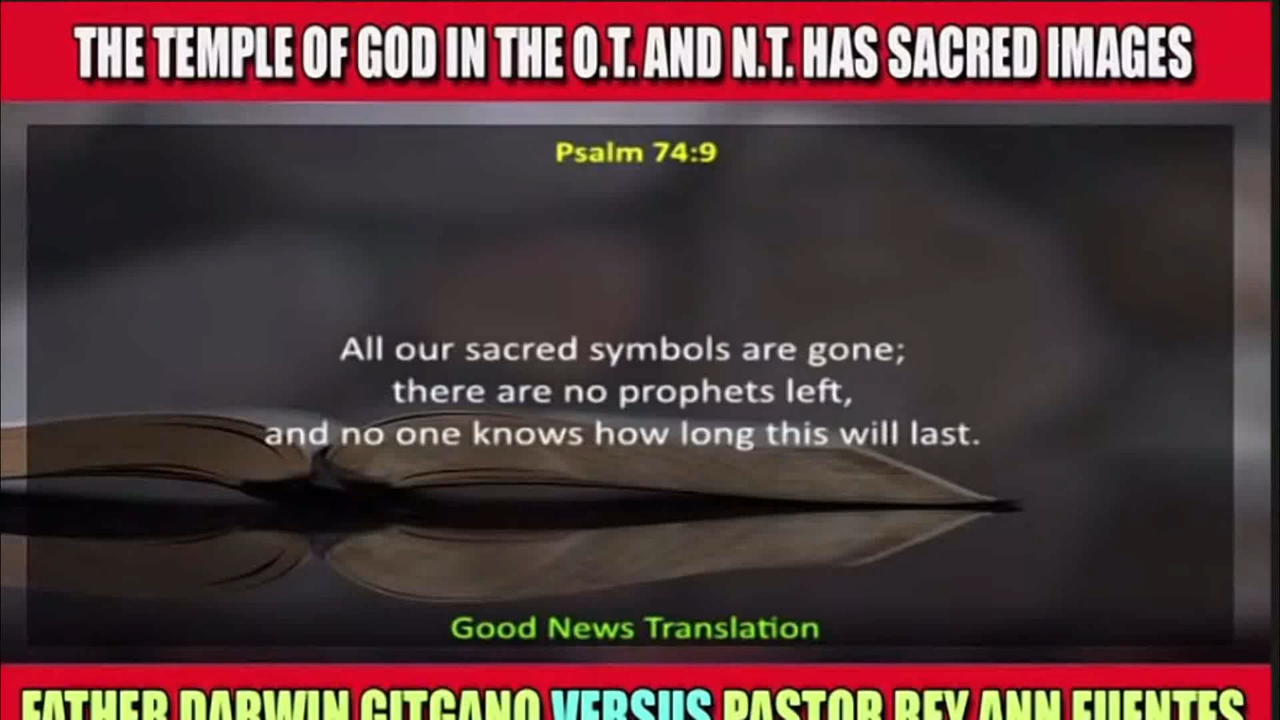 THE TEMPLE OF GOD IN THE O.T. AND N.T. HAS SACRED IMAGES
Psalm 74:9
All our sacred symbols are gone;
there are no prophets left,
and no one knows how long this will last.
Good News Translation
FATHER DARWIN GITGANO VERSUS PASTOR REY ANN FUENTES